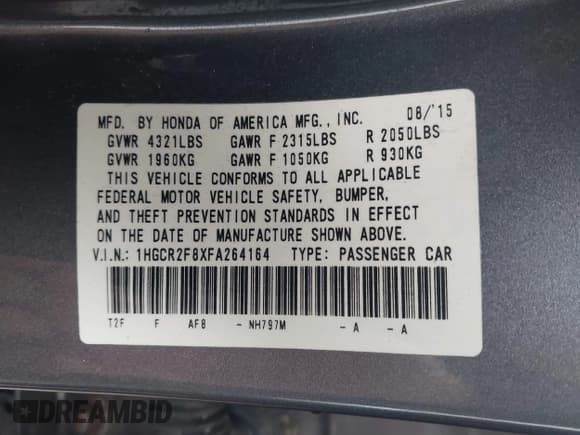 MFD. BY HONDA OF AMERICA MFG., INC. 08/'15
GVWR 4321LBS GAWR F 2315LBS R 2050LBS
GVWR 1960KG GAWR F 1050KG R 930KG
THIS VEHICLE CONFORMS TO ALL APPLICABLE
FEDERAL MOTOR VEHICLE SAFETY, BUMPER,
AND THEFT PREVENTION STANDARDS IN EFFECT
ON THE DATE OF MANUFACTURE SHOWN ABOVE.
V.I.N.: 1HGCR2F8XFA264164 TYPE: PASSENGER CAR
T2F F AF8 - NH797M - A - A
DREAMBID